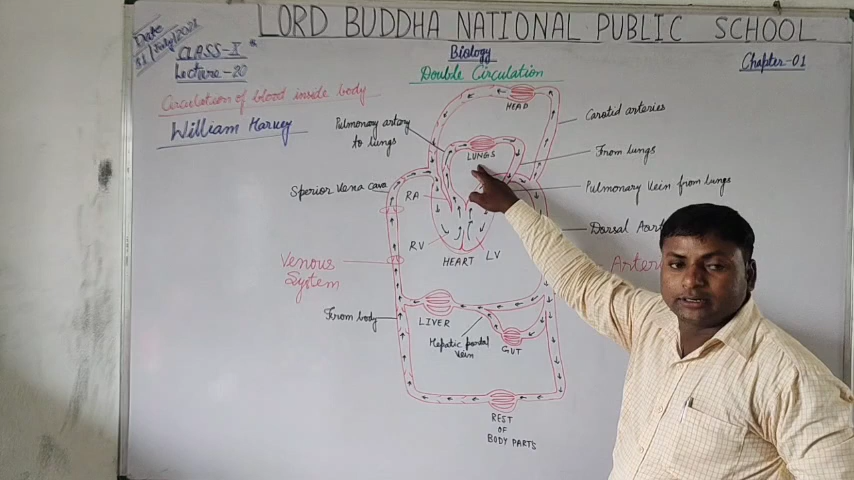 LORD BUDDHA NATIONAL PUBLIC SCHOOL
Date
CLASS-X
Lecture-20
Biology
Double Circulation
Chapter-01
Circulation of blood inside body
William Harvey
HEAD
Carotid arteries
Pulmonary artery
to lungs
LUNGS
From lungs
Sperior Vena cava
RA
Pulmonary Vein from lungs
Dorsal Aort
RV
LV
HEART
Venous
System
Arter
From body
LIVER
Hepatic portal
Vein
GUT
REST
OF
BODY PARTS